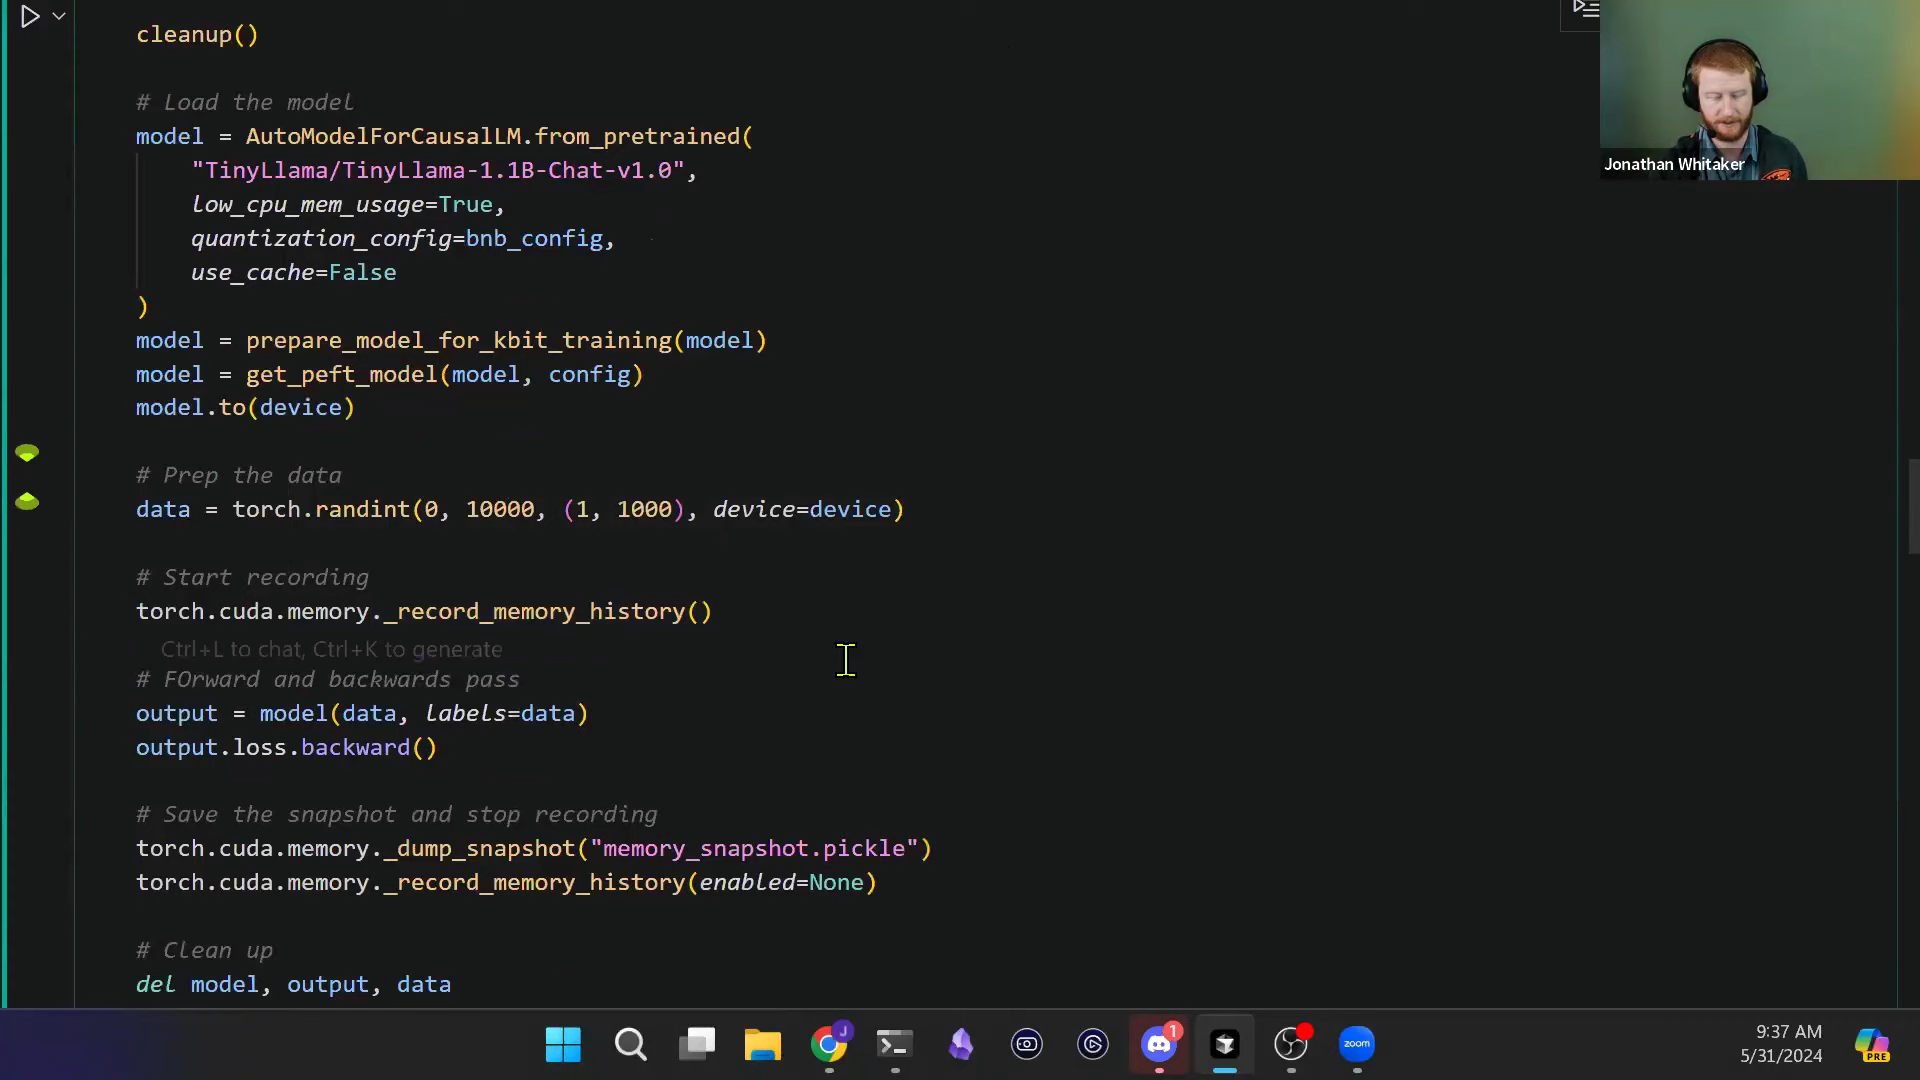 cleanup()
# Load the model
model = AutoModelForCausalLM.from_pretrained(
"TinyLlama/TinyLlama-1.1B-Chat-v1.0",
low_cpu_mem_usage=True,
quantization_config=bnb_config,
use_cache=False
)
model = prepare_model_for_kbit_training(model)
model = get_peft_model(model, config)
model.to(device)
# Prep the data
data = torch.randint(0, 10000, (1, 1000), device=device)
# Start recording
torch.cuda.memory._record_memory_history()
Ctrl+L to chat, Ctrl+K to generate
# FOrward and backwards pass
output = model(data, labels=data)
output.loss.backward()
# Save the snapshot and stop recording
torch.cuda.memory._dump_snapshot("memory_snapshot.pickle")
torch.cuda.memory._record_memory_history(enabled=None)
# Clean up
del model, output, data
Jonathan Whitaker
J
1
zoom
9:37 AM
5/31/2024
PRE